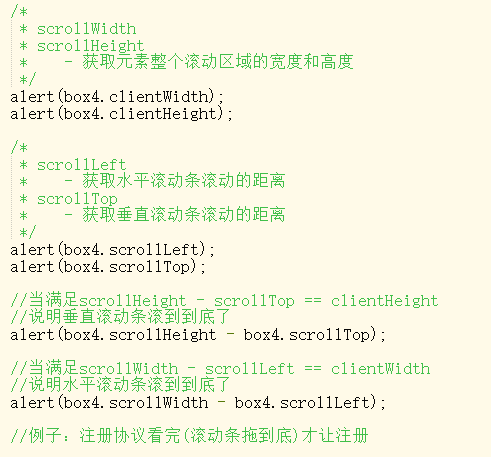 /*
 * scrollWidth
 * scrollHeight
 *   - 获取元素整个滚动区域的宽度和高度
 */
alert(box4.clientWidth);
alert(box4.clientHeight);
/*
 * scrollLeft
 *   - 获取水平滚动条滚动的距离
 * scrollTop
 *   - 获取垂直滚动条滚动的距离
 */
alert(box4.scrollLeft);
alert(box4.scrollTop);
//当满足scrollHeight - scrollTop == clientHeight
//说明垂直滚动条滚到到底了
alert(box4.scrollHeight - box4.scrollTop);
//当满足scrollWidth - scrollLeft == clientWidth
//说明水平滚动条滚到到底了
alert(box4.scrollWidth - box4.scrollLeft);
//例子：注册协议看完(滚动条拖到底)才让注册